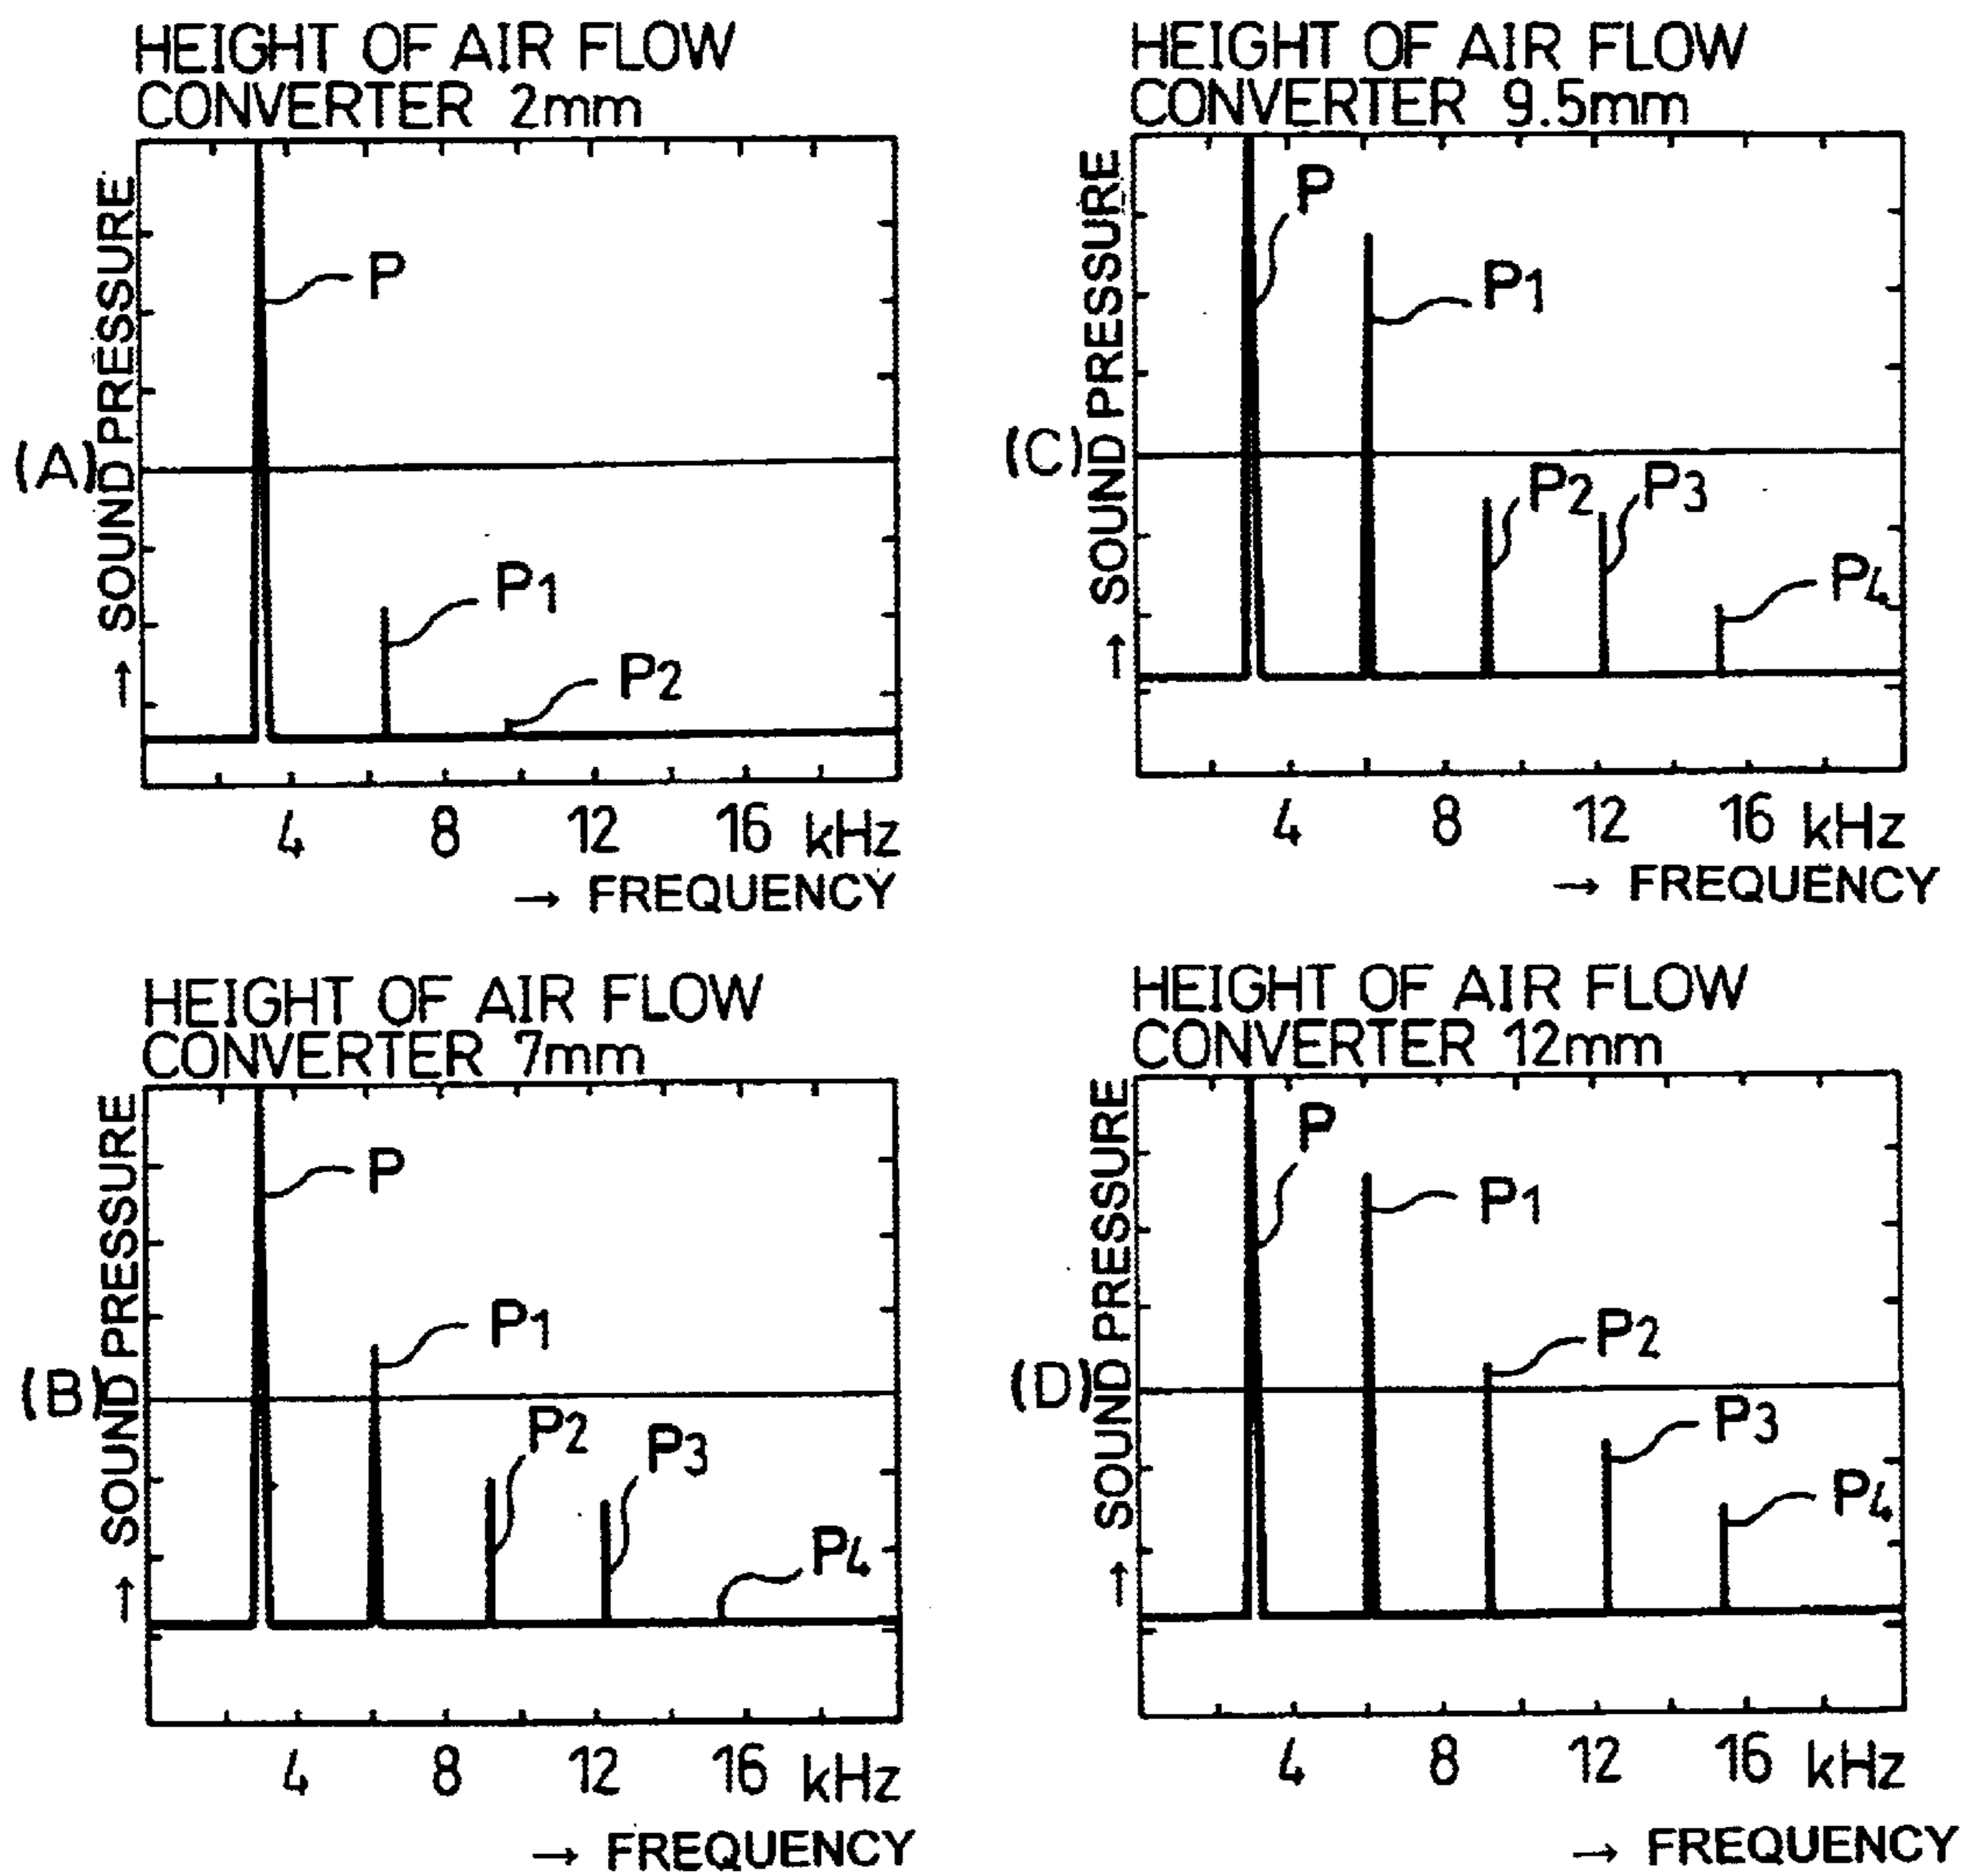 HEIGHT OF AIR FLOW
CONVERTER 2mm
(A)
→ SOUND PRESSURE
P
P1
P2
4 8 12 16 kHz
→ FREQUENCY
HEIGHT OF AIR FLOW
CONVERTER 9.5mm
(C)
→ SOUND PRESSURE
P
P1
P2
P3
P4
4 8 12 16 kHz
→ FREQUENCY
HEIGHT OF AIR FLOW
CONVERTER 7mm
(B)
→ SOUND PRESSURE
P
P1
P2
P3
P4
4 8 12 16 kHz
→ FREQUENCY
HEIGHT OF AIR FLOW
CONVERTER 12mm
(D)
→ SOUND PRESSURE
P
P1
P2
P3
P4
4 8 12 16 kHz
→ FREQUENCY